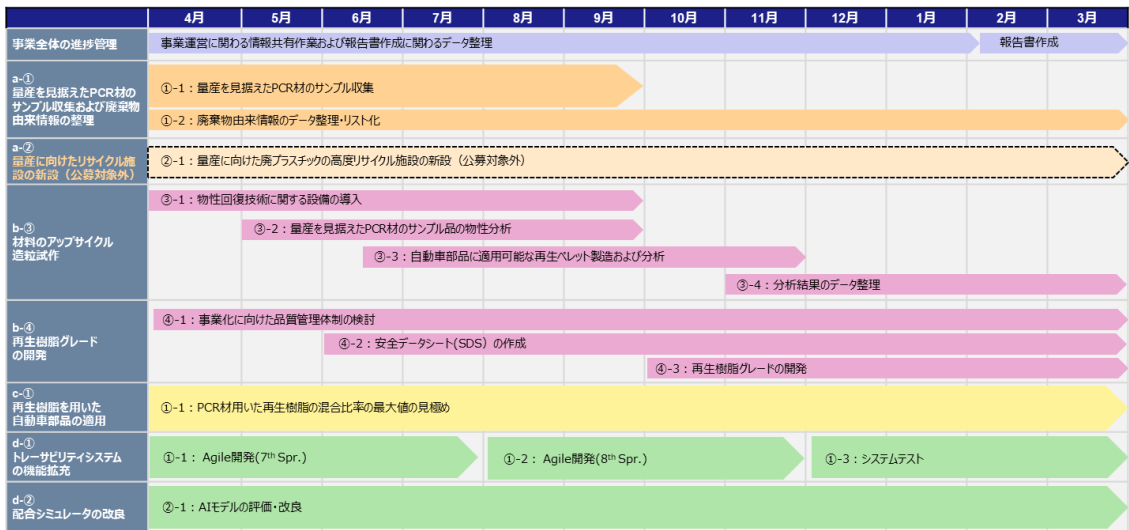 4月 5月 6月 7月 8月 9月 10月 11月 12月 1月 2月 3月
事業全体の進捗管理
事業運営に関わる情報共有作業および報告書作成に関わるデータ整理
報告書作成
a-①
量産を見据えたPCR材の
サンプル収集および廃棄物
由来情報の整理
①-1：量産を見据えたPCR材のサンプル収集
①-2：廃棄物由来情報のデータ整理・リスト化
a-②
量産に向けたリサイクル施
設の新設（公募対象外）
②-1：量産に向けた廃プラスチックの高度リサイクル施設の新設（公募対象外）
b-③
材料のアップサイクル
造粒試作
③-1：物性回復技術に関する設備の導入
③-2：量産を見据えたPCR材のサンプル品の物性分析
③-3：自動車部品に適用可能な再生ペレット製造および分析
③-4：分析結果のデータ整理
b-④
再生樹脂グレード
の開発
④-1：事業化に向けた品質管理体制の検討
④-2：安全データシート(SDS）の作成
④-3：再生樹脂グレードの開発
c-①
再生樹脂を用いた
自動車部品の適用
①-1：PCR材用いた再生樹脂の混合比率の最大値の見極め
d-①
トレーサビリティシステム
の機能拡充
①-1： Agile開発(7th Spr.)
①-2： Agile開発(8th Spr.)
①-3：システムテスト
d-②
配合シミュレータの改良
②-1：AIモデルの評価・改良